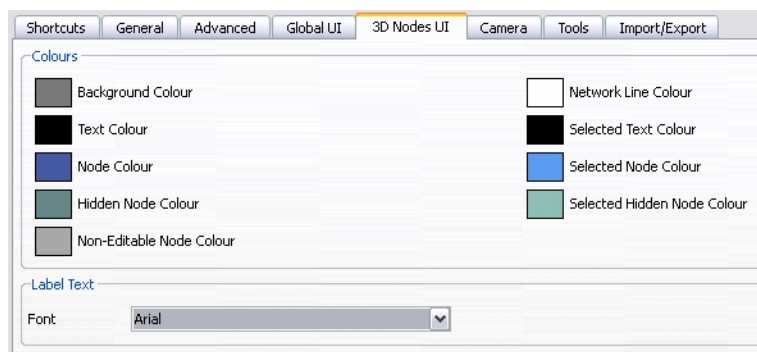 Shortcuts General Advanced Global UI 3D Nodes UI Camera Tools Import/Export
Colours
Background Colour Network Line Colour
Text Colour Selected Text Colour
Node Colour Selected Node Colour
Hidden Node Colour Selected Hidden Node Colour
Non-Editable Node Colour
Label Text
Font Arial